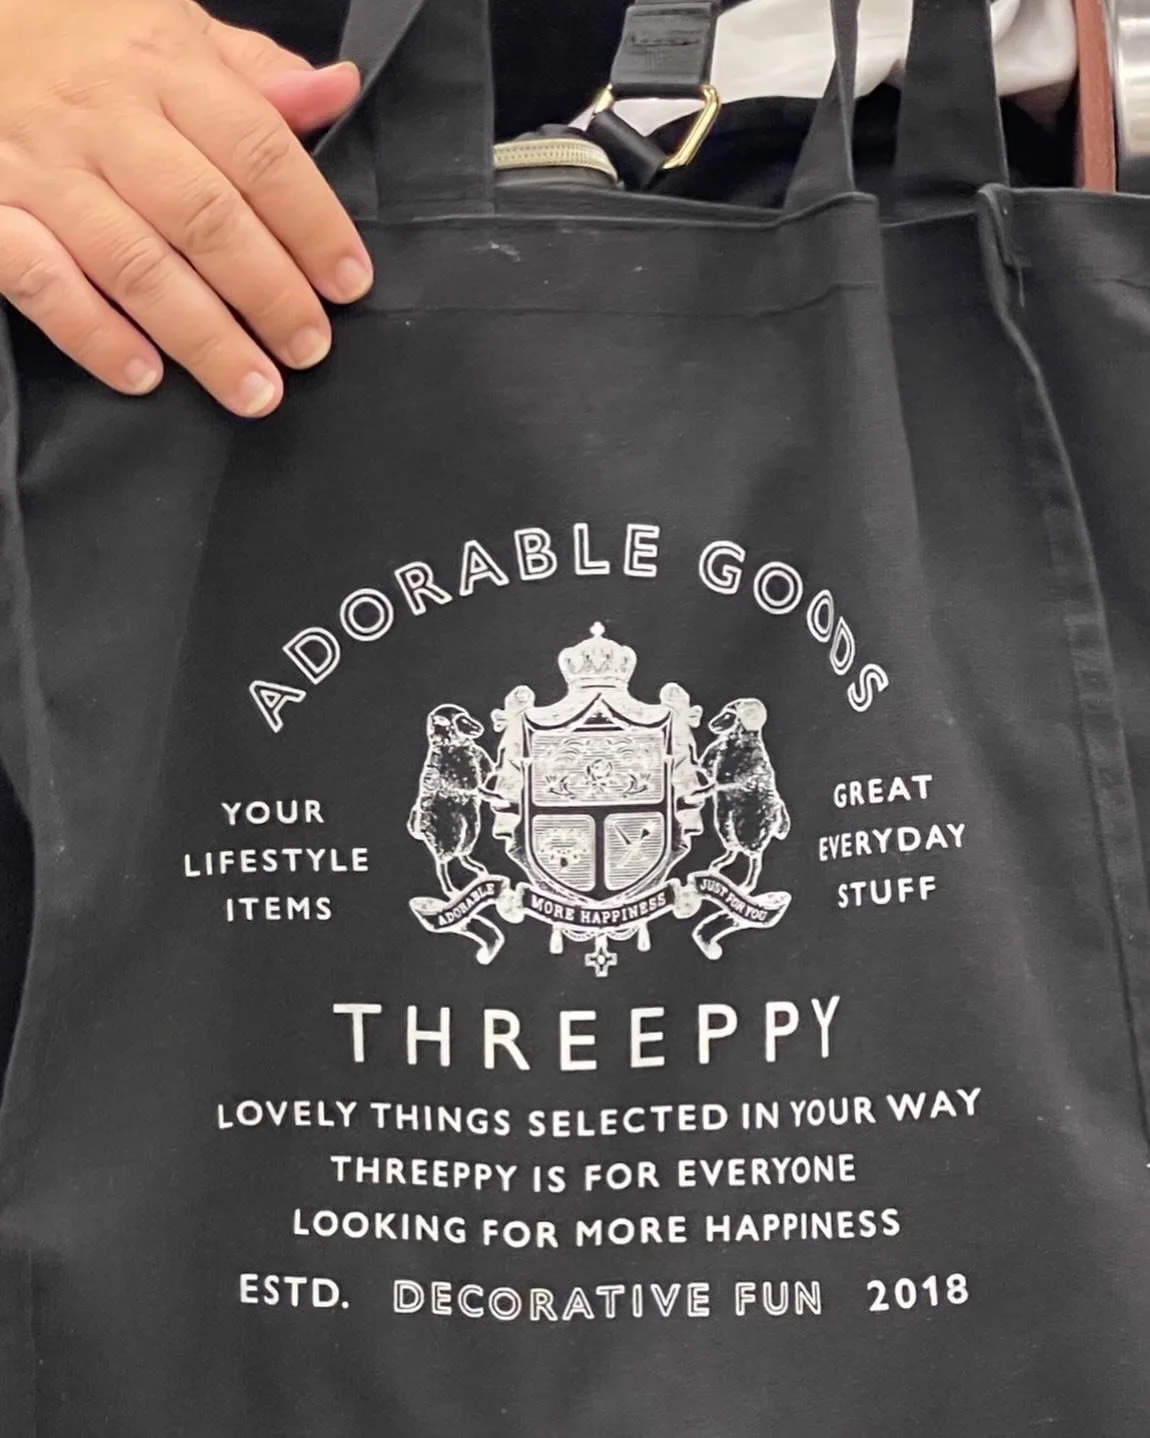 ADORABLE GOODS
YOUR
LIFESTYLE
ITEMS
GREAT
EVERYDAY
STUFF
ADORABLE
MORE HAPPINESS
JUST FOR YOU
THREEPPY
LOVELY THINGS SELECTED IN YOUR WAY
THREEPPY IS FOR EVERYONE
LOOKING FOR MORE HAPPINESS
ESTD. DECORATIVE FUN 2018